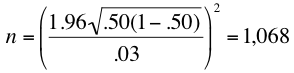 n = (1.96√.50(1 − .50) / .03)² = 1,068